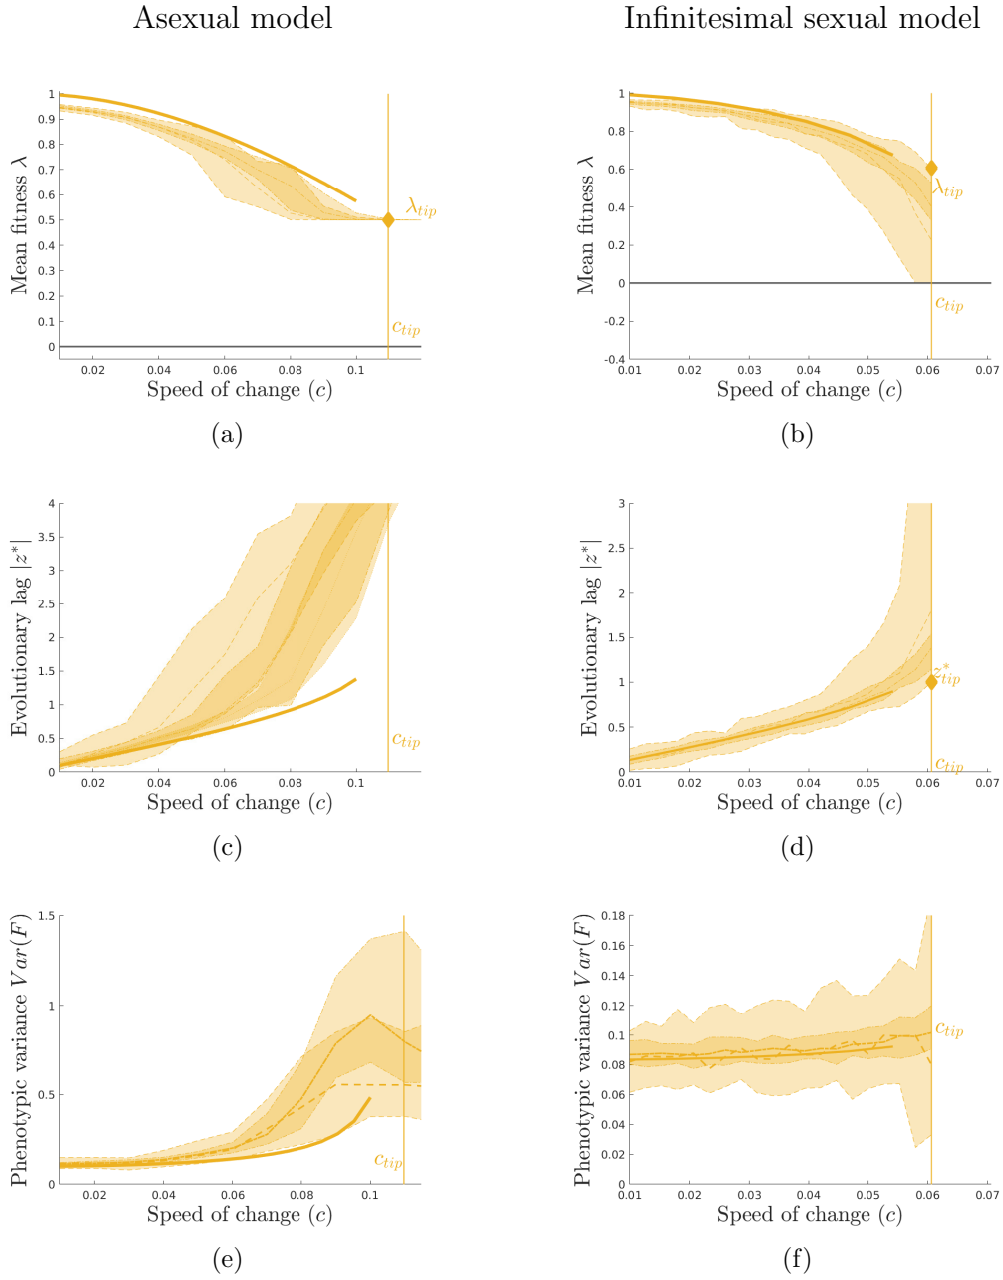 Asexual model
Infinitesimal sexual model
Mean fitness λ
1
0.9
0.8
0.7
0.6
0.5
0.4
0.3
0.2
0.1
0
λ_tip
c_tip
0.02 0.04 0.06 0.08 0.1
Speed of change (c)
(a)
Mean fitness λ
1
0.8
0.6
0.4
0.2
0
-0.2
-0.4
λ_tip
c_tip
0.01 0.02 0.03 0.04 0.05 0.06 0.07
Speed of change (c)
(b)
Evolutionary lag |z*|
4
3.5
3
2.5
2
1.5
1
0.5
0
c_tip
0.02 0.04 0.06 0.08 0.1
Speed of change (c)
(c)
Evolutionary lag |z*|
3
2.5
2
1.5
1
0.5
0
z*_tip
c_tip
0.01 0.02 0.03 0.04 0.05 0.06 0.07
Speed of change (c)
(d)
Phenotypic variance Var(F)
1.5
1
0.5
0
c_tip
0.02 0.04 0.06 0.08 0.1
Speed of change (c)
(e)
Phenotypic variance Var(F)
0.18
0.16
0.14
0.12
0.1
0.08
0.06
0.04
0.02
0
c_tip
0.01 0.02 0.03 0.04 0.05 0.06 0.07
Speed of change (c)
(f)